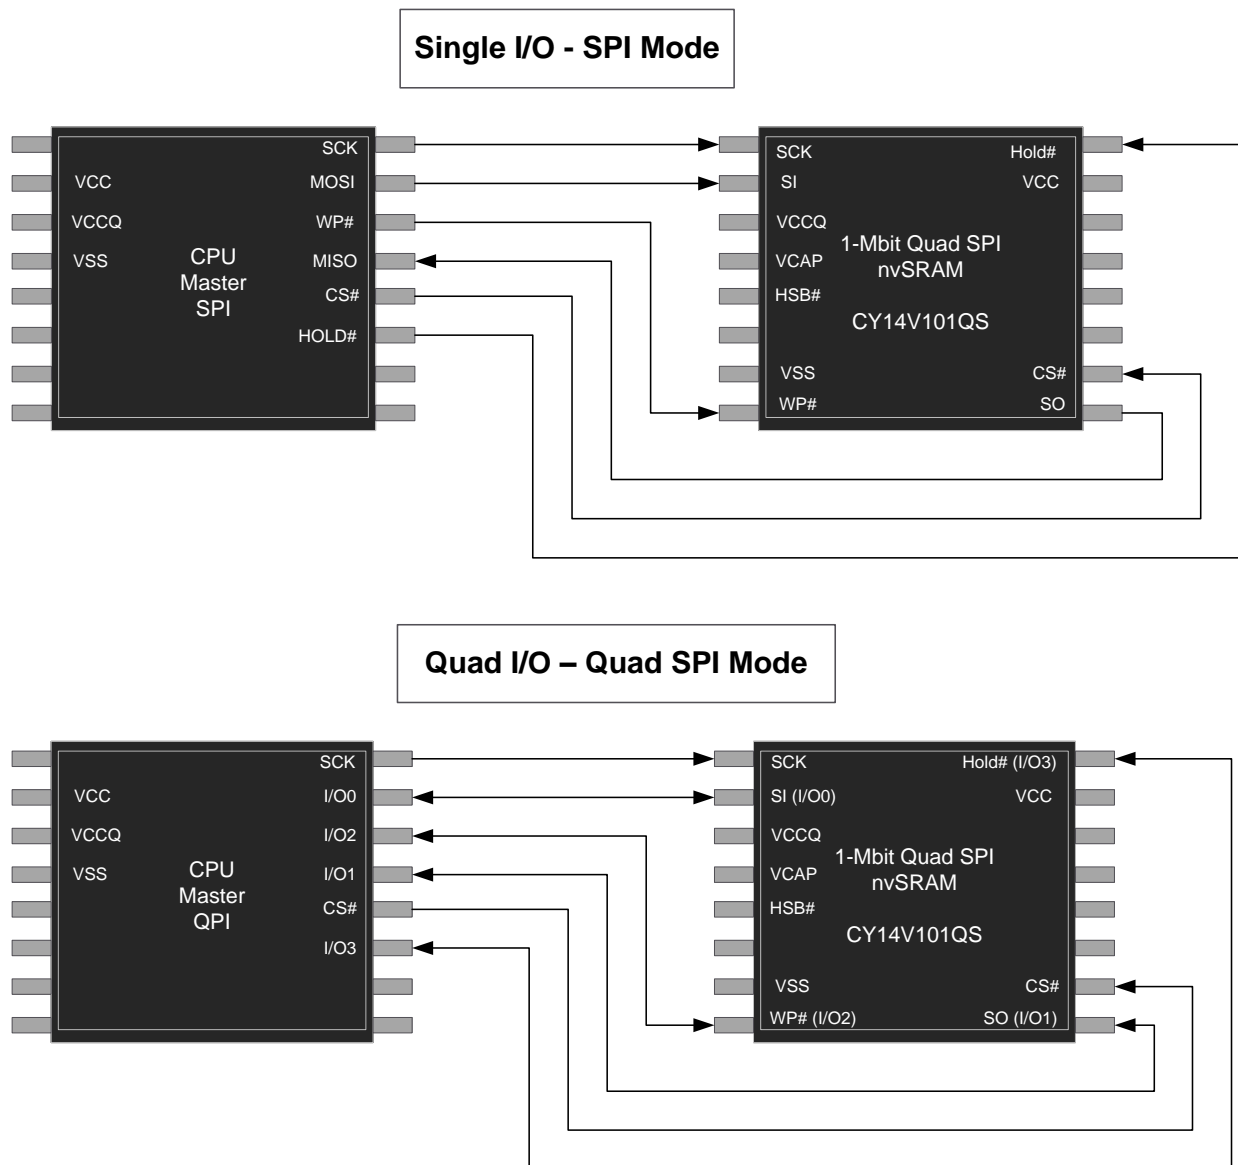 Single I/O - SPI Mode
SCK
VCC
MOSI
VCCQ
WP#
VSS
MISO
CPU
Master
SPI
CS#
HOLD#
SCK
Hold#
SI
VCC
VCCQ
1-Mbit Quad SPI
nvSRAM
VCAP
HSB#
CY14V101QS
VSS
CS#
WP#
SO
Quad I/O – Quad SPI Mode
SCK
VCC
I/O0
VCCQ
I/O2
VSS
I/O1
CPU
Master
QPI
CS#
I/O3
SCK
Hold# (I/O3)
SI (I/O0)
VCC
VCCQ
1-Mbit Quad SPI
nvSRAM
VCAP
HSB#
CY14V101QS
VSS
CS#
WP# (I/O2)
SO (I/O1)